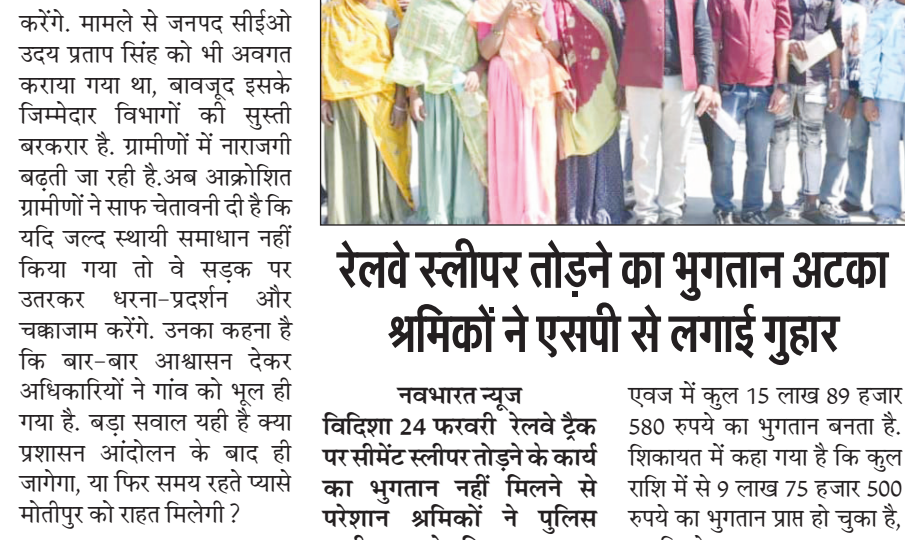 करेंगे. मामले से जनपद सीईओ
उदय प्रताप सिंह को भी अवगत
कराया गया था, बावजूद इसके
जिम्मेदार विभागों की सुस्ती
बरकरार है. ग्रामीणों में नाराजगी
बढ़ती जा रही है.अब आक्रोशित
ग्रामीणों ने साफ चेतावनी दी है कि
यदि जल्द स्थायी समाधान नहीं
किया गया तो वे सड़क पर
उतरकर धरना-प्रदर्शन और
चक्काजाम करेंगे. उनका कहना है
कि बार-बार आश्वासन देकर
अधिकारियों ने गांव को भूल ही
गया है. बड़ा सवाल यही है क्या
प्रशासन आंदोलन के बाद ही
जागेगा, या फिर समय रहते प्यासे
मोतीपुर को राहत मिलेगी ?
रेलवे स्लीपर तोड़ने का भुगतान अटका
श्रमिकों ने एसपी से लगाई गुहार
नवभारत न्यूज
विदिशा 24 फरवरी रेलवे ट्रैक
पर सीमेंट स्लीपर तोड़ने के कार्य
का भुगतान नहीं मिलने से
परेशान श्रमिकों ने पुलिस
एवज में कुल 15 लाख 89 हजार
580 रुपये का भुगतान बनता है.
शिकायत में कहा गया है कि कुल
राशि में से 9 लाख 75 हजार 500
रुपये का भुगतान प्राप्त हो चुका है,